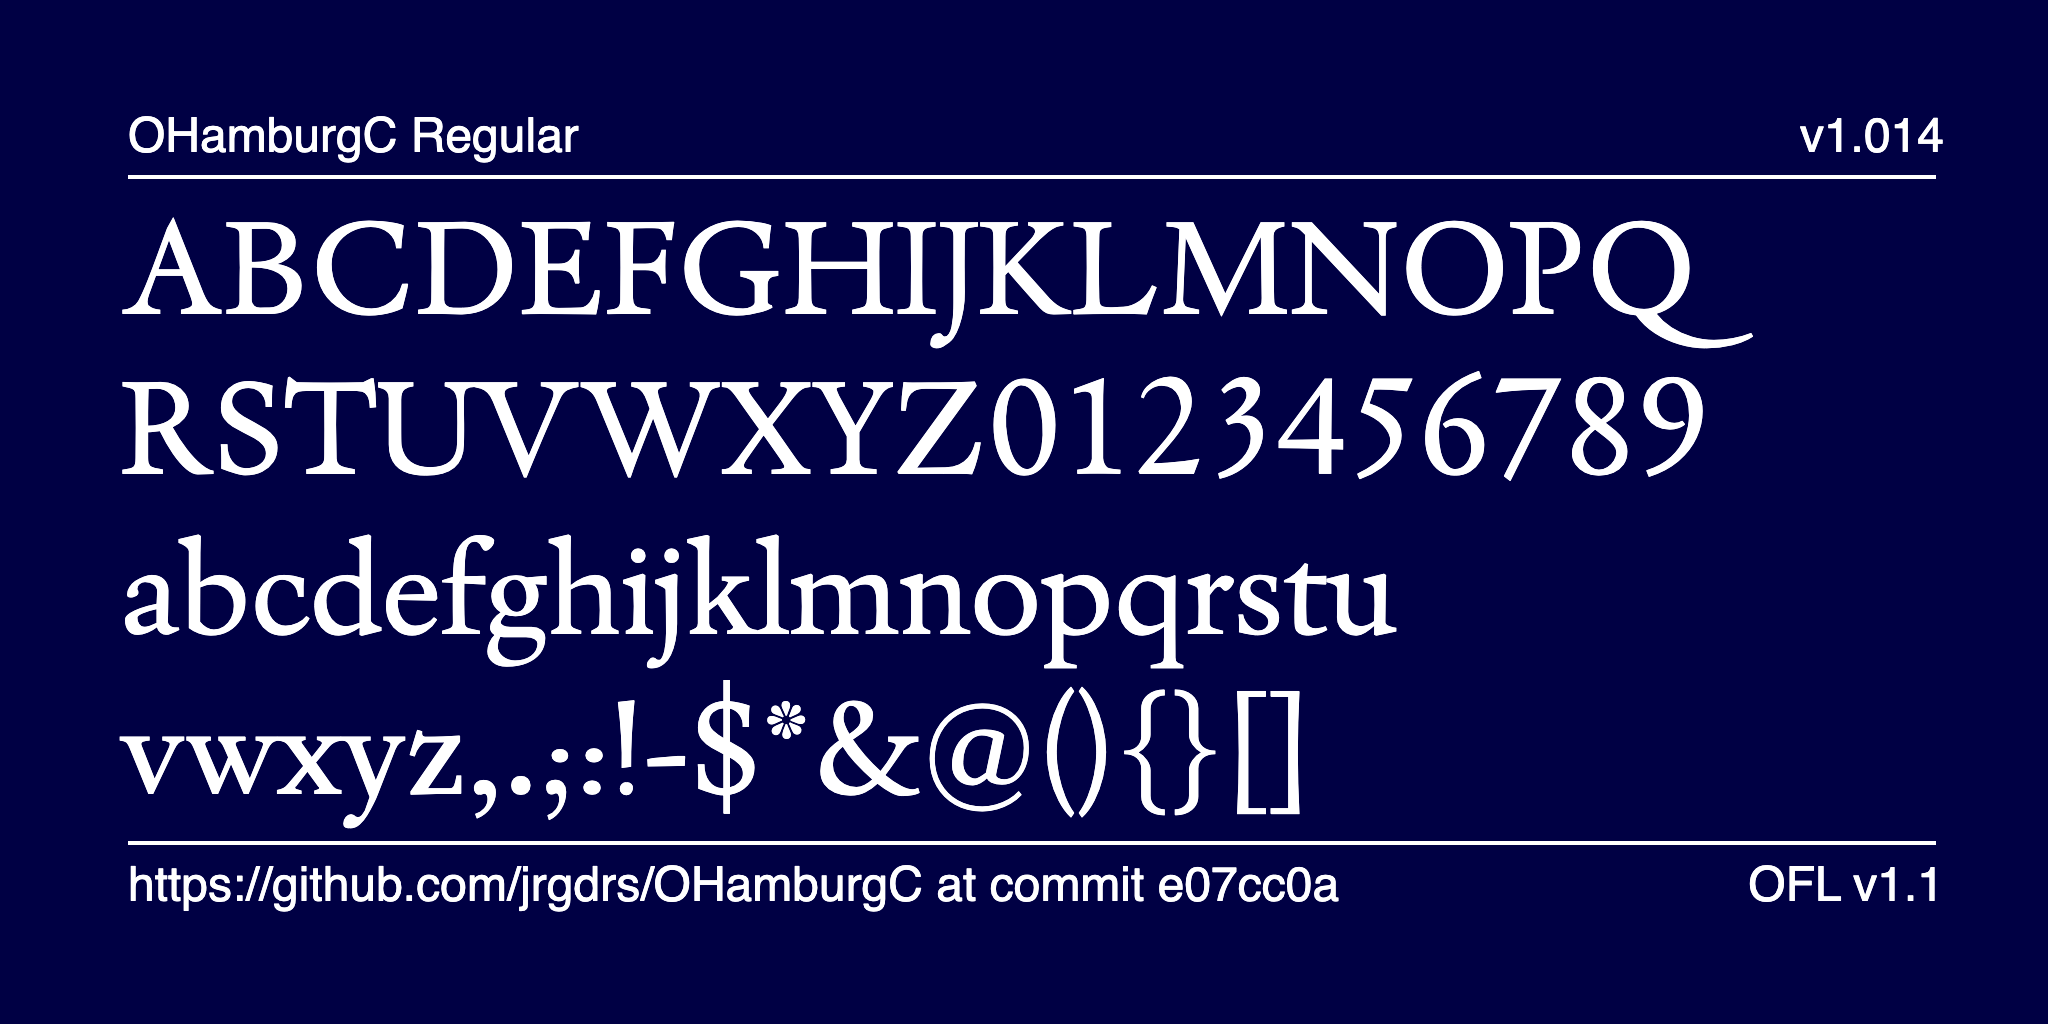 OHamburgC Regular
v1.014
ABCDEFGHIJKLMNOPQ
RSTUVWXYZ0123456789
abcdefghijklmnopqrstu
vwxyz,.;:!-$*&@(){}[]
https://github.com/jrgdrs/OHamburgC at commit e07cc0a
OFL v1.1